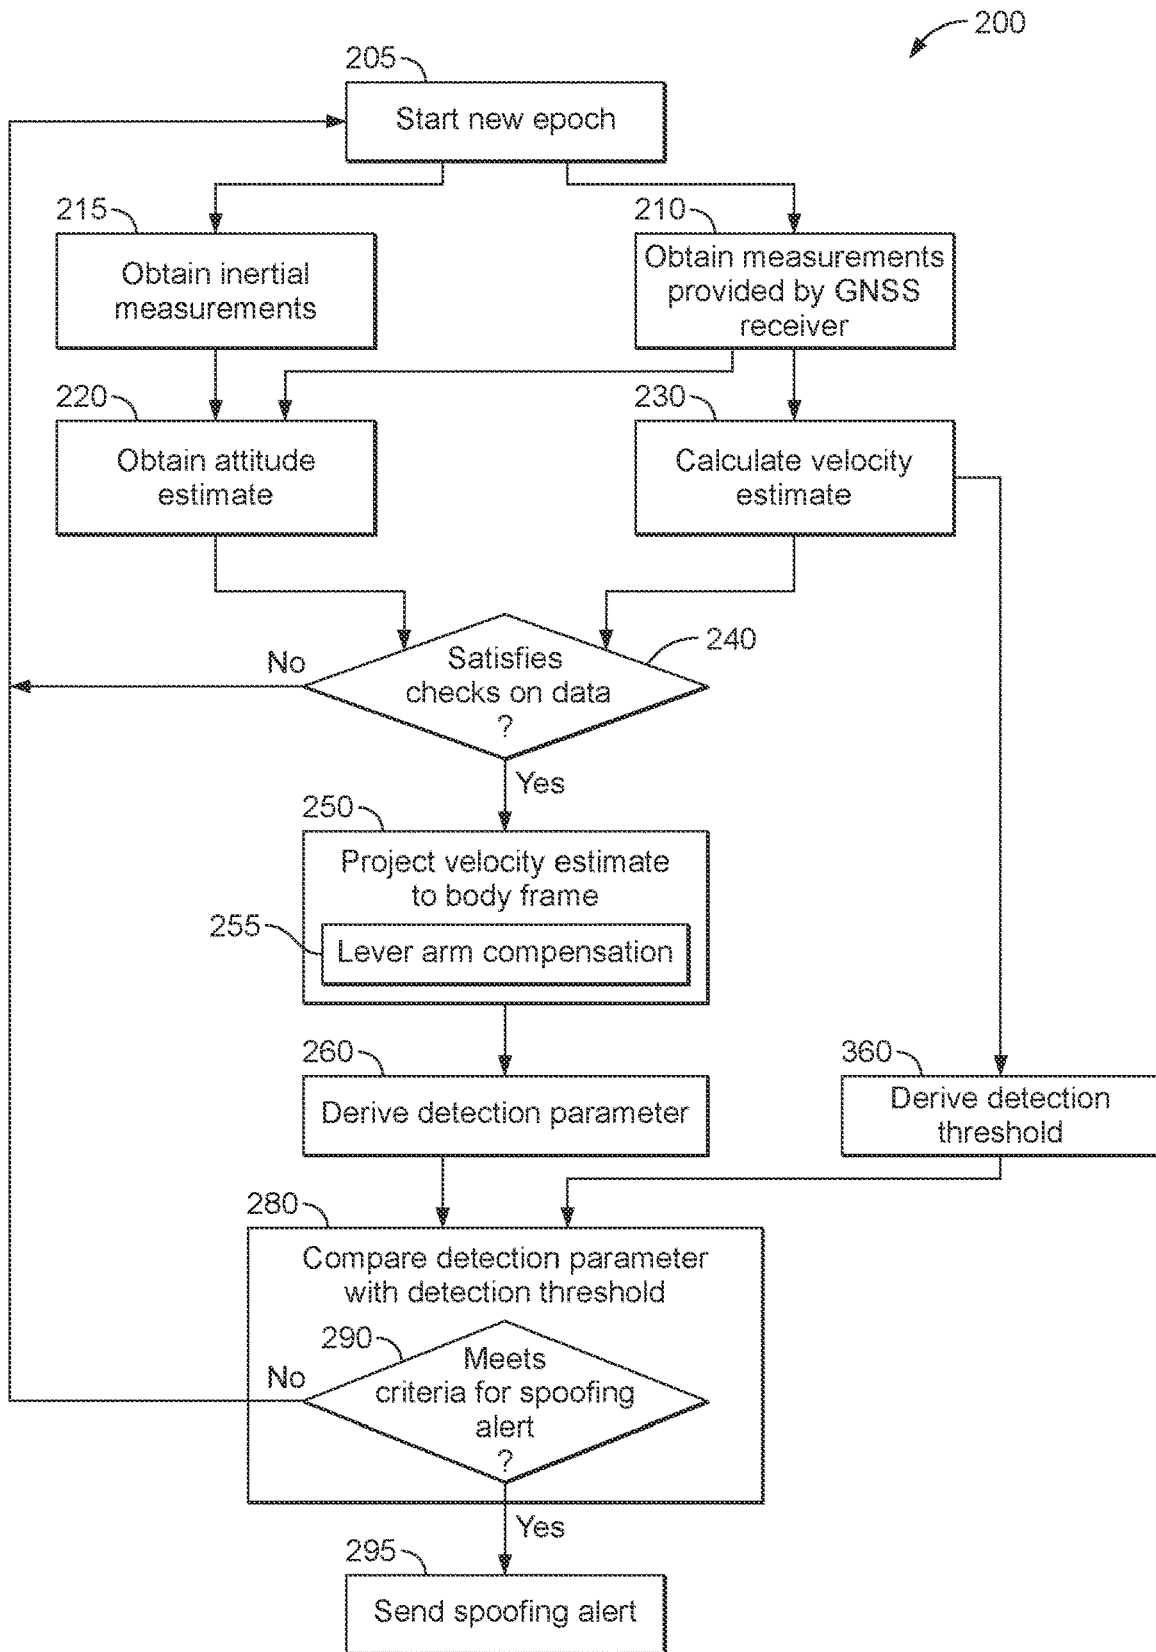 200
205
Start new epoch
215
Obtain inertial
measurements
210
Obtain measurements
provided by GNSS
receiver
220
Obtain attitude
estimate
230
Calculate velocity
estimate
240
Satisfies
checks on data
?
No
Yes
250
Project velocity estimate
to body frame
255
Lever arm compensation
260
Derive detection parameter
360
Derive detection
threshold
280
Compare detection parameter
with detection threshold
290
Meets
criteria for spoofing
alert
?
No
Yes
295
Send spoofing alert